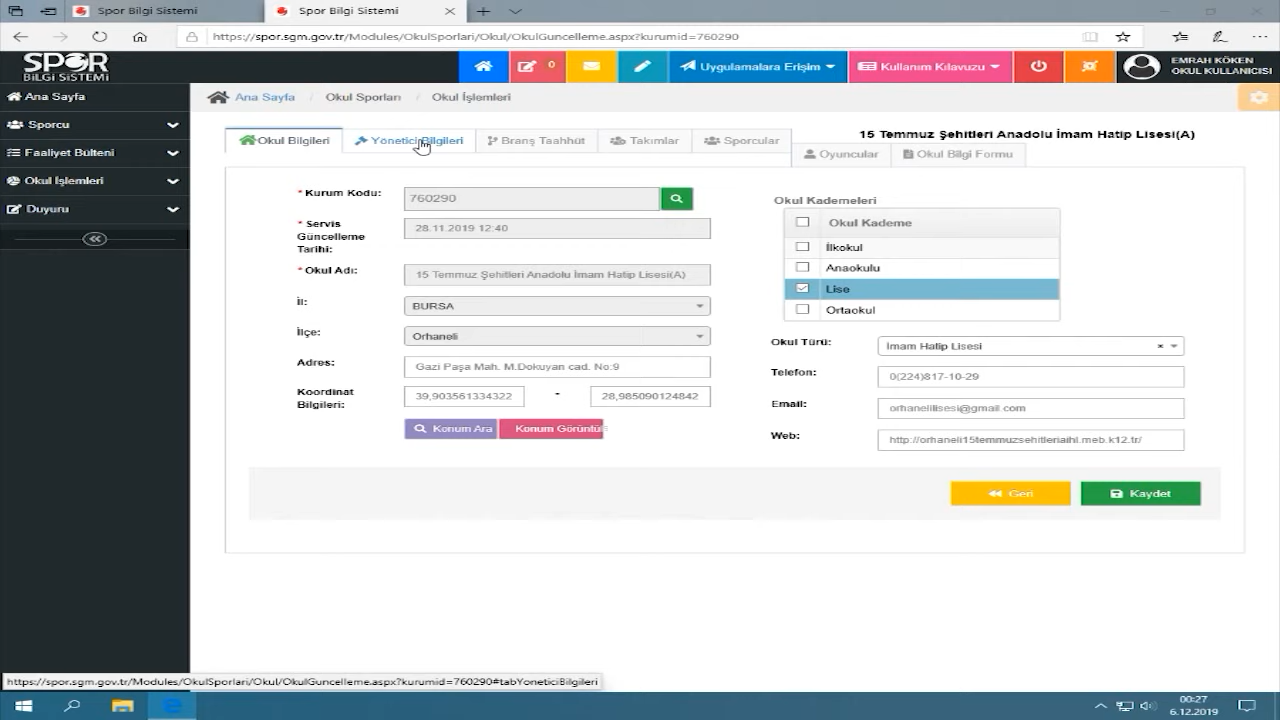 Spor Bilgi Sistemi
Spor Bilgi Sistemi
https://spor.sgm.gov.tr/Modules/OkulSporlari/Okul/OkulGuncelleme.aspx?kurumid=760290
SPOR
BİLGİ SİSTEMİ
0
Uygulamalara Erişim
Kullanım Kılavuzu
EMRAH KÖKEN
OKUL KULLANICISI
Ana Sayfa
Sporcu
Faaliyet Bülteni
Okul İşlemleri
Duyuru
Ana Sayfa / Okul Sporları / Okul İşlemleri
Okul Bilgileri
Yönetici Bilgileri
Branş Taahhüt
Takımlar
Sporcular
15 Temmuz Şehitleri Anadolu İmam Hatip Lisesi(A)
Oyuncular
Okul Bilgi Formu
* Kurum Kodu:
760290
* Servis
Güncelleme
Tarihi:
28.11.2019 12:40
* Okul Adı:
15 Temmuz Şehitleri Anadolu İmam Hatip Lisesi(A)
İl:
BURSA
İlçe:
Orhaneli
Adres:
Gazi Paşa Mah. M.Dokuyan cad. No:9
Koordinat
Bilgileri:
39,903561334322 - 28,985090124842
Konum Ara
Konum Görüntüle
Okul Kademeleri
Okul Kademe
İlkokul
Anaokulu
Lise
Ortaokul
Okul Türü:
İmam Hatip Lisesi
Telefon:
0(224)817-10-29
Email:
orhanelilisesi@gmail.com
Web:
http://orhaneli15temmuzsehitleriaihl.meb.k12.tr/
Geri
Kaydet
https://spor.sgm.gov.tr/Modules/OkulSporlari/Okul/OkulGuncelleme.aspx?kurumid=760290#tabYoneticiBilgileri
00:27
6.12.2019